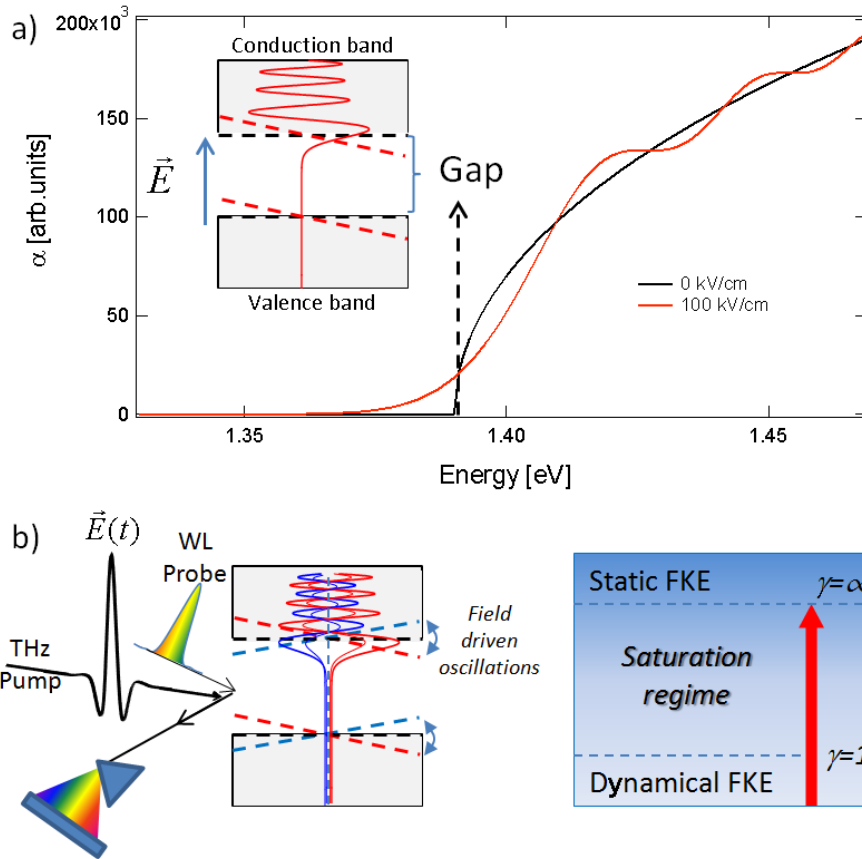 a)
200x10³
150
100
50
0
α [arb.units]
Conduction band
E⃗
Valence band
Gap
0 kV/cm
100 kV/cm
1.35
1.40
1.45
Energy [eV]
b)
E⃗(t)
WL
Probe
THz
Pump
Field
driven
oscillations
Static FKE
γ=∝
Saturation
regime
γ=1
Dynamical FKE